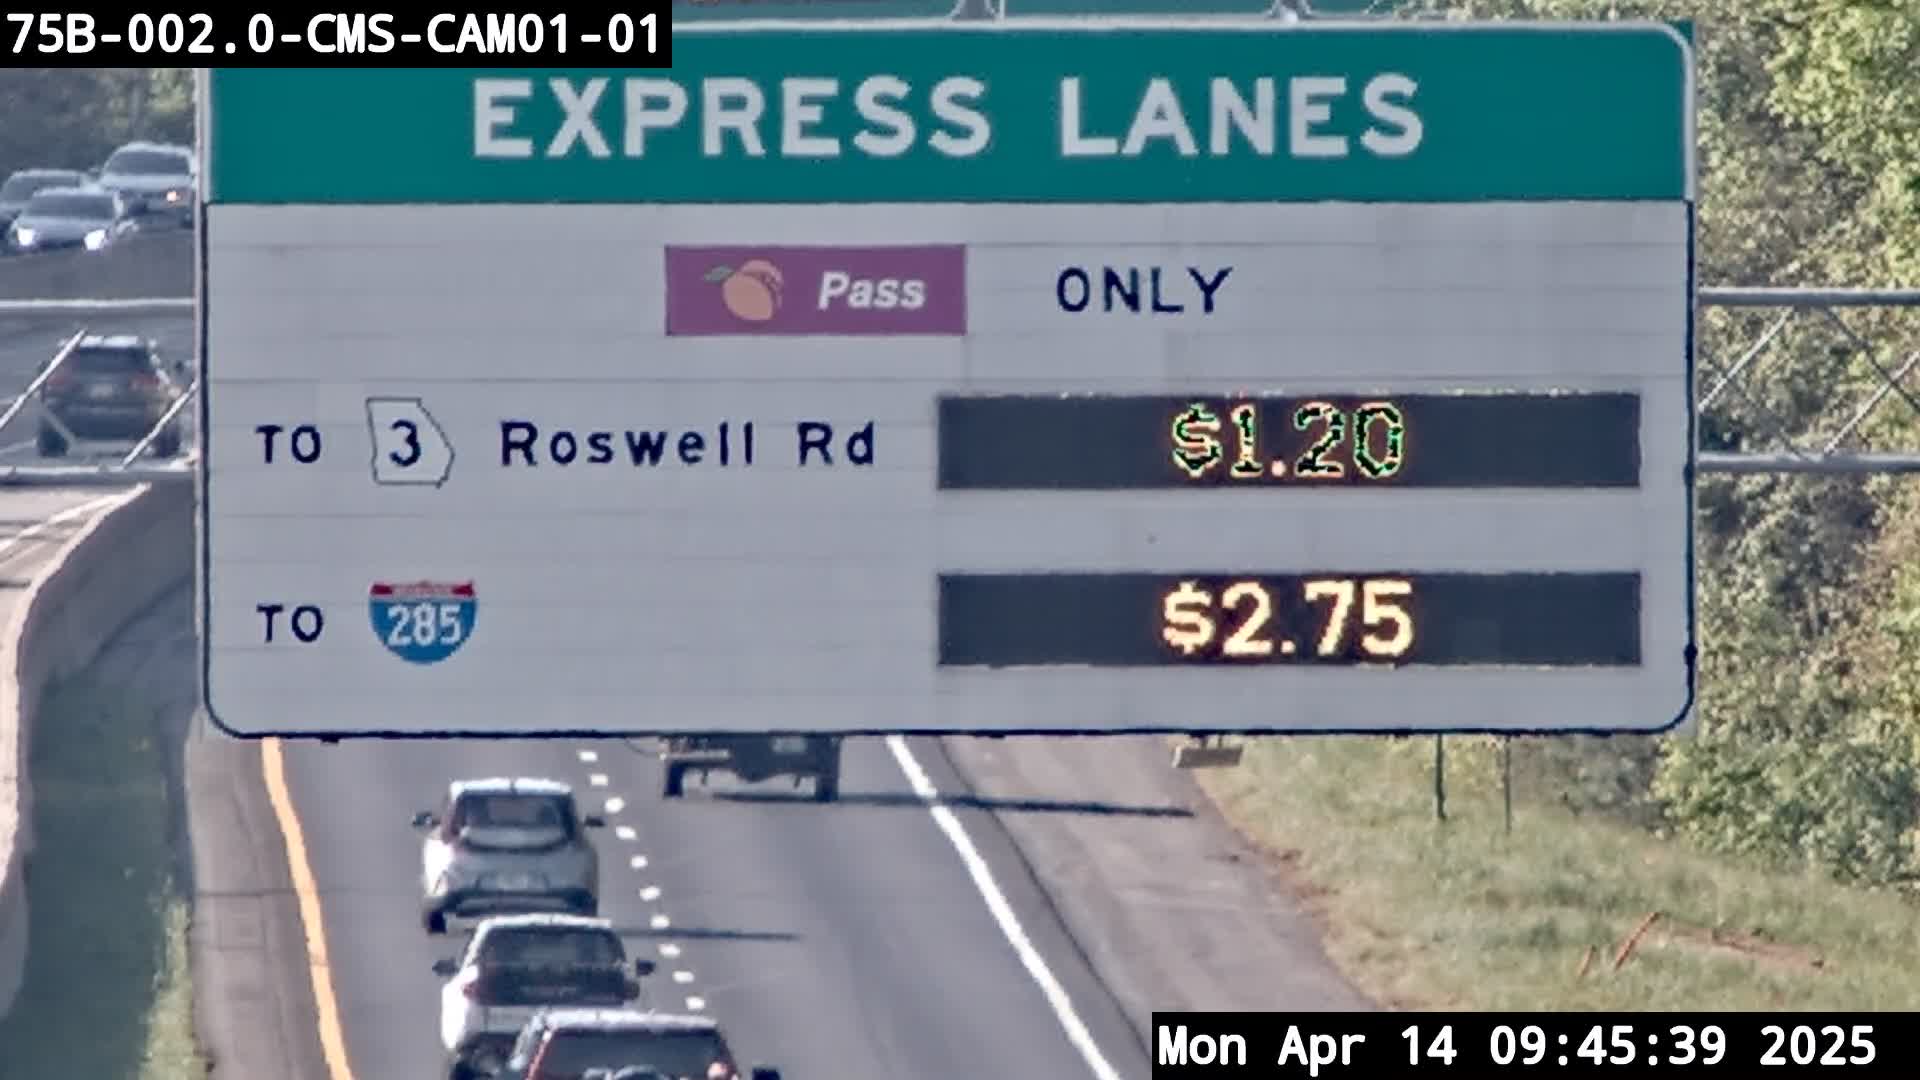 75B-002.0-CMS-CAM01-01
EXPRESS LANES
Pass ONLY
TO 3 Roswell Rd $1.20
TO 285 $2.75
Mon Apr 14 09:45:39 2025